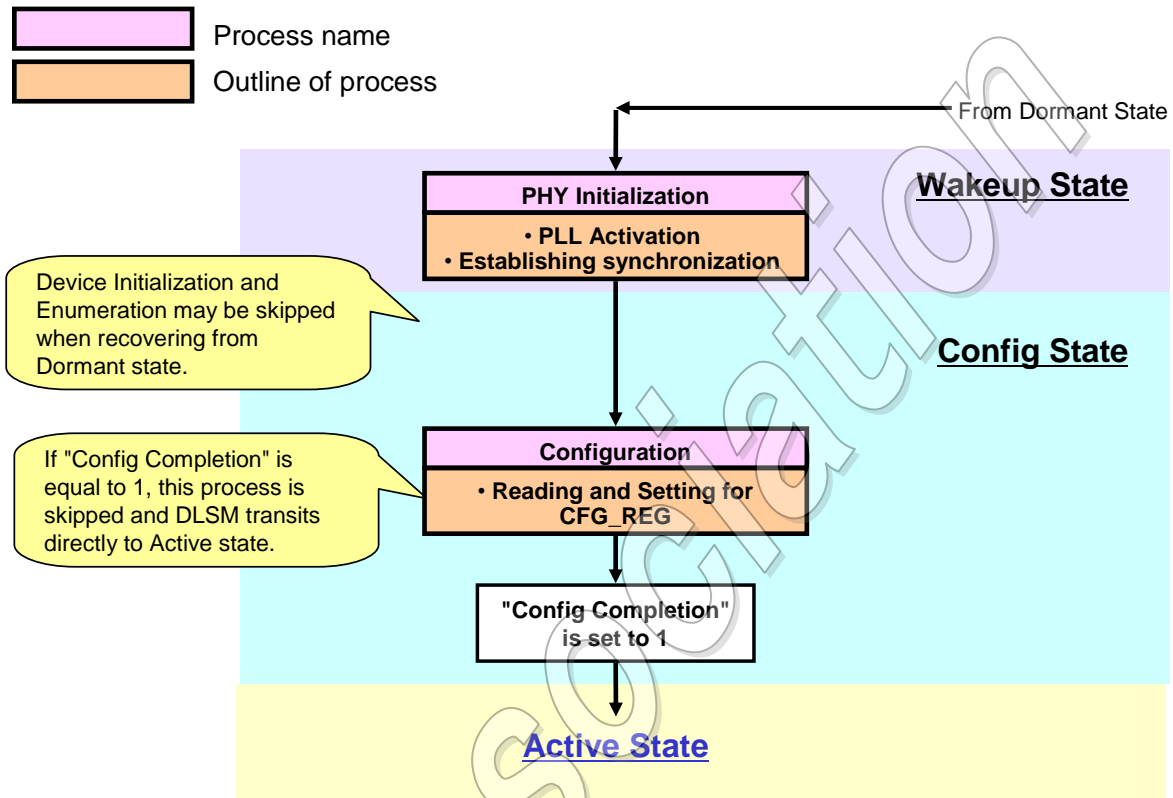 Process name
Outline of process
From Dormant State
Wakeup State
PHY Initialization
• PLL Activation
• Establishing synchronization
Device Initialization and
Enumeration may be skipped
when recovering from
Dormant state.
Config State
Configuration
• Reading and Setting for
CFG_REG
If "Config Completion" is
equal to 1, this process is
skipped and DLSM transits
directly to Active state.
"Config Completion"
is set to 1
Active State
sociation